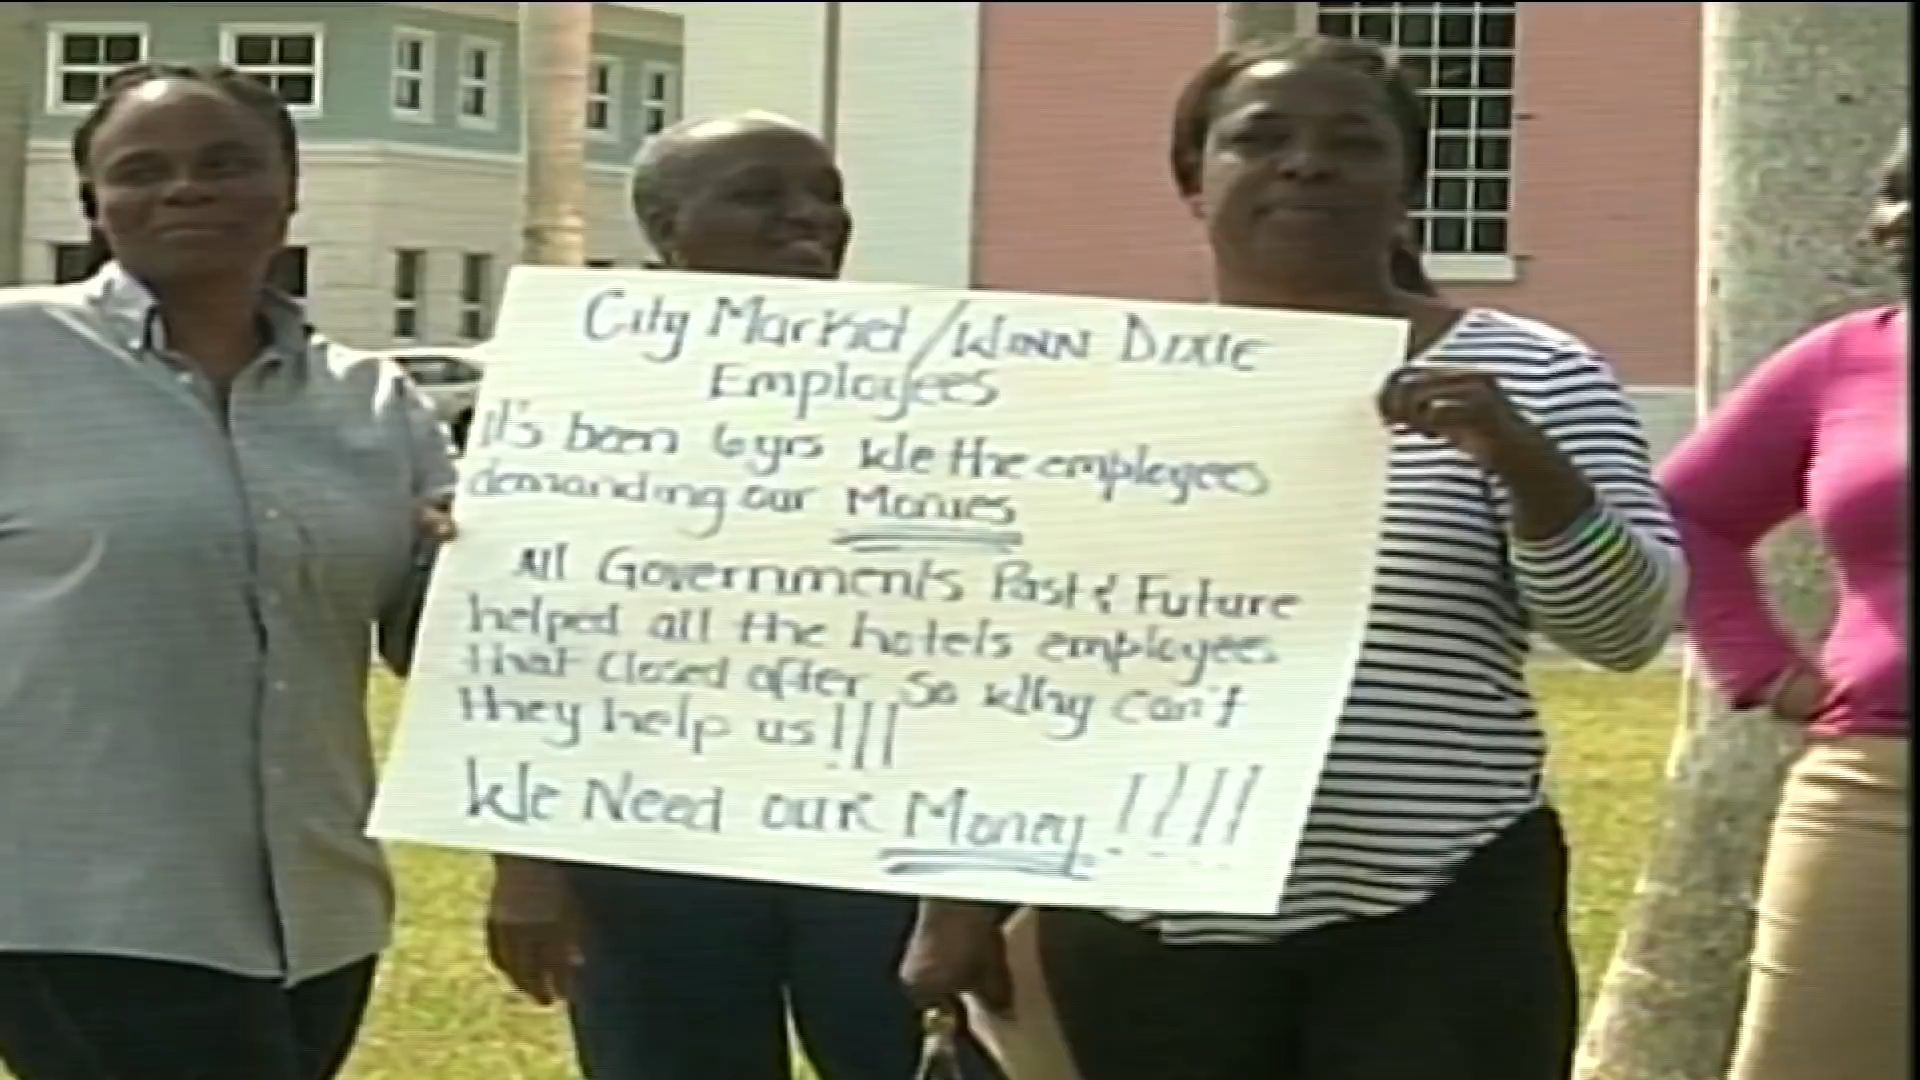 City Market/WINN DIXIE
Employees
it's been 6yrs We the employees
demanding our Monies
All Governments Past & Future
helped all the hotels employees
that closed after, So Why can't
they help us!!!
We Need our Money!!!!